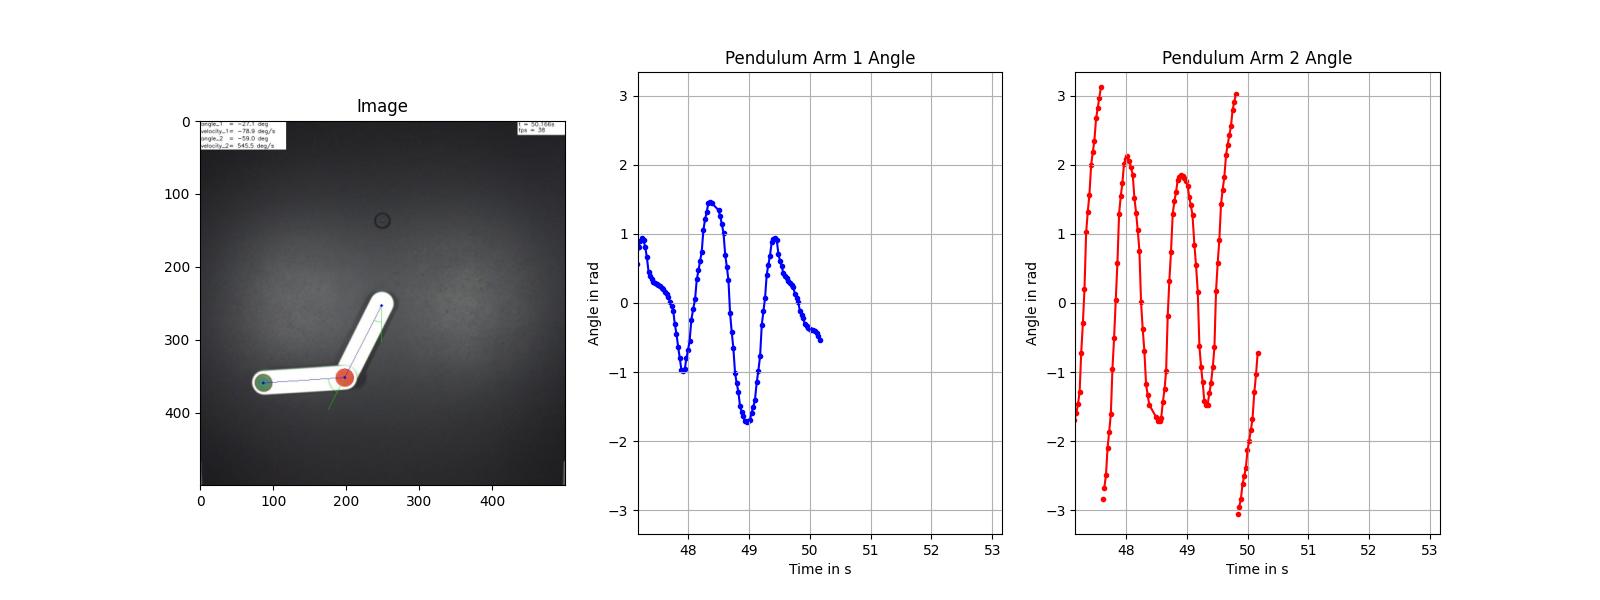 Image
angle_1 = -27.1 deg
velocity_1= -78.9 deg/s
angle_2 = -59.0 deg
velocity_2= 545.5 deg/s
t = 50.166s
fps = 38
0
100
200
300
400
0 100 200 300 400
Pendulum Arm 1 Angle
Angle in rad
3
2
1
0
−1
−2
−3
48 49 50 51 52 53
Time in s
Pendulum Arm 2 Angle
Angle in rad
3
2
1
0
−1
−2
−3
48 49 50 51 52 53
Time in s